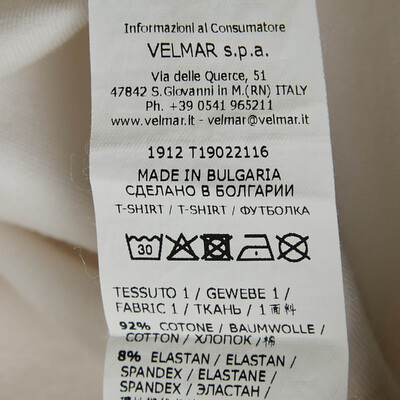 Informazioni al Consumatore
VELMAR s.p.a.
Via delle Querce, 51
47842 S.Giovanni in M.(RN) ITALY
Ph. +39 0541 965211
www.velmar.it - velmar@velmar.it
1912 T19022116
MADE IN BULGARIA
СДЕЛАНО В БОЛГАРИИ
T-SHIRT / T-SHIRT / ФУТБОЛКА
30
TESSUTO 1 / GEWEBE 1 /
FABRIC 1 / ТКАНЬ / 1 面料
92% COTONE / BAUMWOLLE /
COTTON / ХЛОПОК / 棉
8% ELASTAN / ELASTAN /
SPANDEX / ELASTANE /
SPANDEX / ЭЛАСТАН /